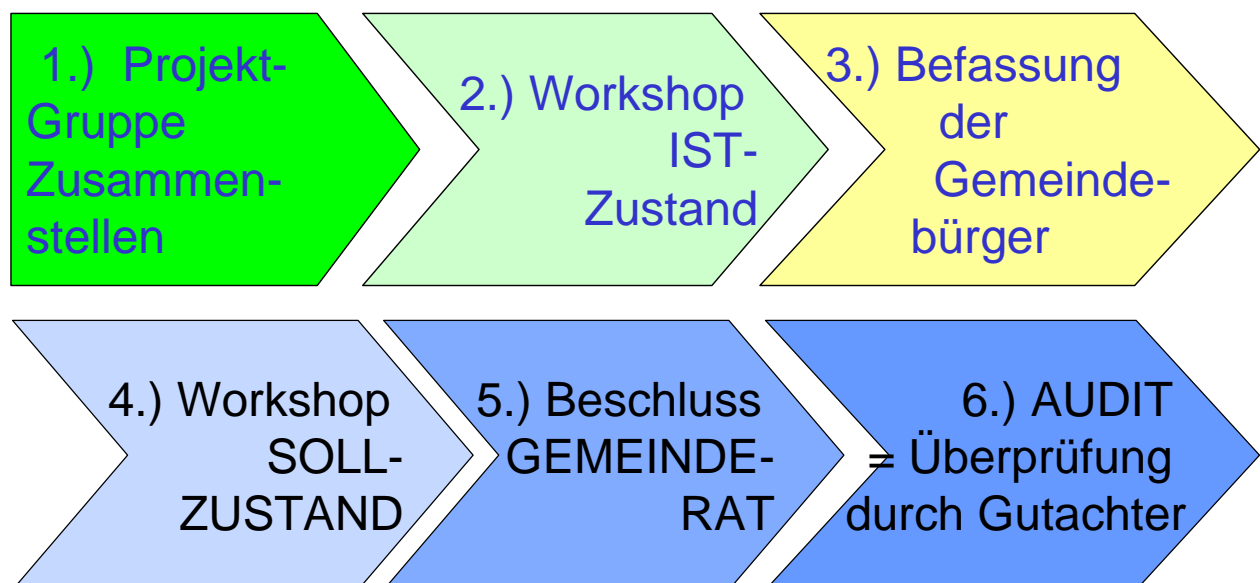 1.) Projekt-
Gruppe
Zusammen-
stellen
2.) Workshop
IST-
Zustand
3.) Befassung
der
Gemeinde-
bürger
4.) Workshop
SOLL-
ZUSTAND
5.) Beschluss
GEMEINDE-
RAT
6.) AUDIT
= Überprüfung
durch Gutachter